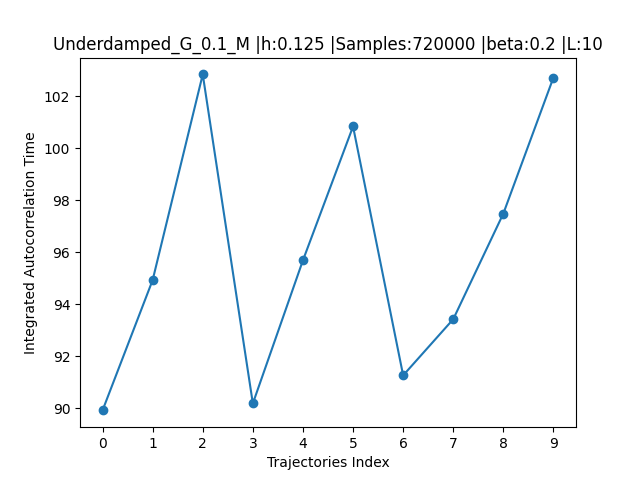 Underdamped_G_0.1_M |h:0.125 |Samples:720000 |beta:0.2 |L:10
102
100
98
96
94
92
90
Integrated Autocorrelation Time
0 1 2 3 4 5 6 7 8 9
Trajectories Index